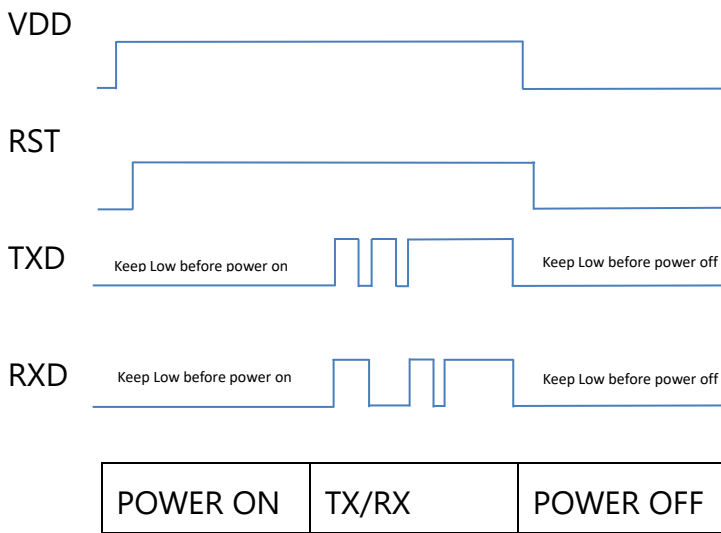 VDD
RST
TXD
Keep Low before power on
Keep Low before power off
RXD
Keep Low before power on
Keep Low before power off
POWER ON
TX/RX
POWER OFF